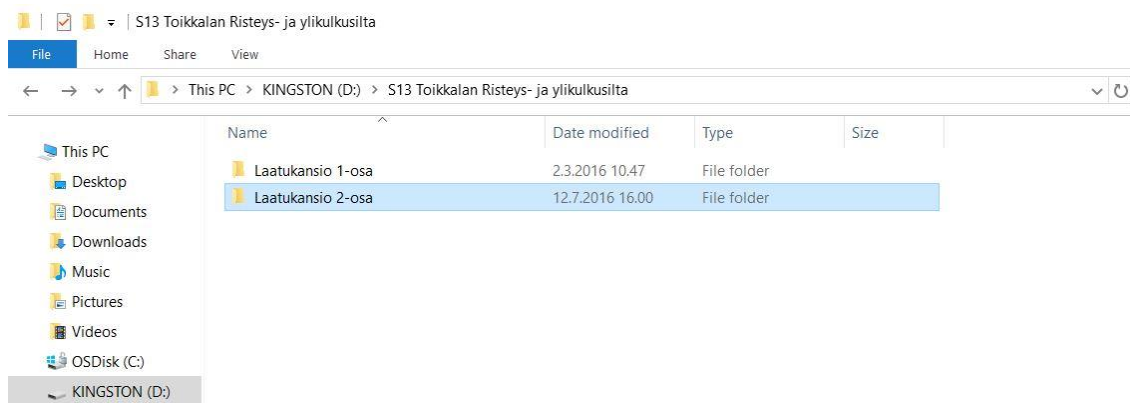 S13 Toikkalan Risteys- ja ylikulkusilta
File Home Share View
This PC > KINGSTON (D:) > S13 Toikkalan Risteys- ja ylikulkusilta
Name Date modified Type Size
This PC
Laatukansio 1-osa 2.3.2016 10.47 File folder
Desktop
Laatukansio 2-osa 12.7.2016 16.00 File folder
Documents
Downloads
Music
Pictures
Videos
OSDisk (C:)
KINGSTON (D:)